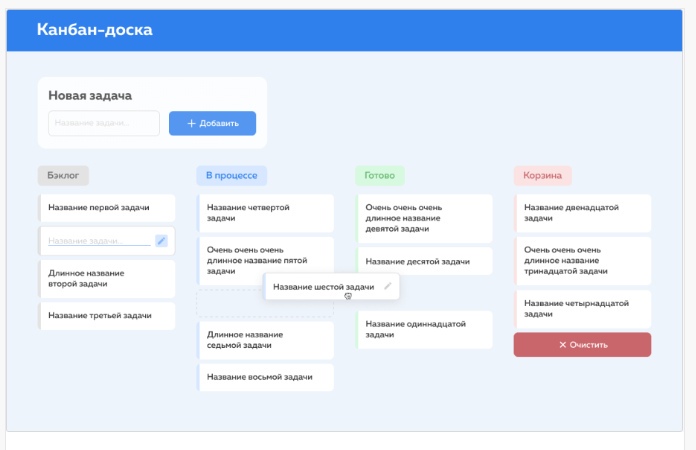 Канбан-доска
Новая задача
Название задачи...
+ Добавить
Бэклог
Название первой задачи
Название задачи...
Длинное название
второй задачи
Название третьей задачи
В процессе
Название четвертой
задачи
Очень очень очень
длинное название пятой
задачи
Название шестой задачи
Длинное название
седьмой задачи
Название восьмой задачи
Готово
Очень очень очень
длинное название
девятой задачи
Название десятой задачи
Название одиннадцатой
задачи
Корзина
Название двенадцатой
задачи
Очень очень очень
длинное название
тринадцатой задачи
Название четырнадцатой
задачи
× Очистить